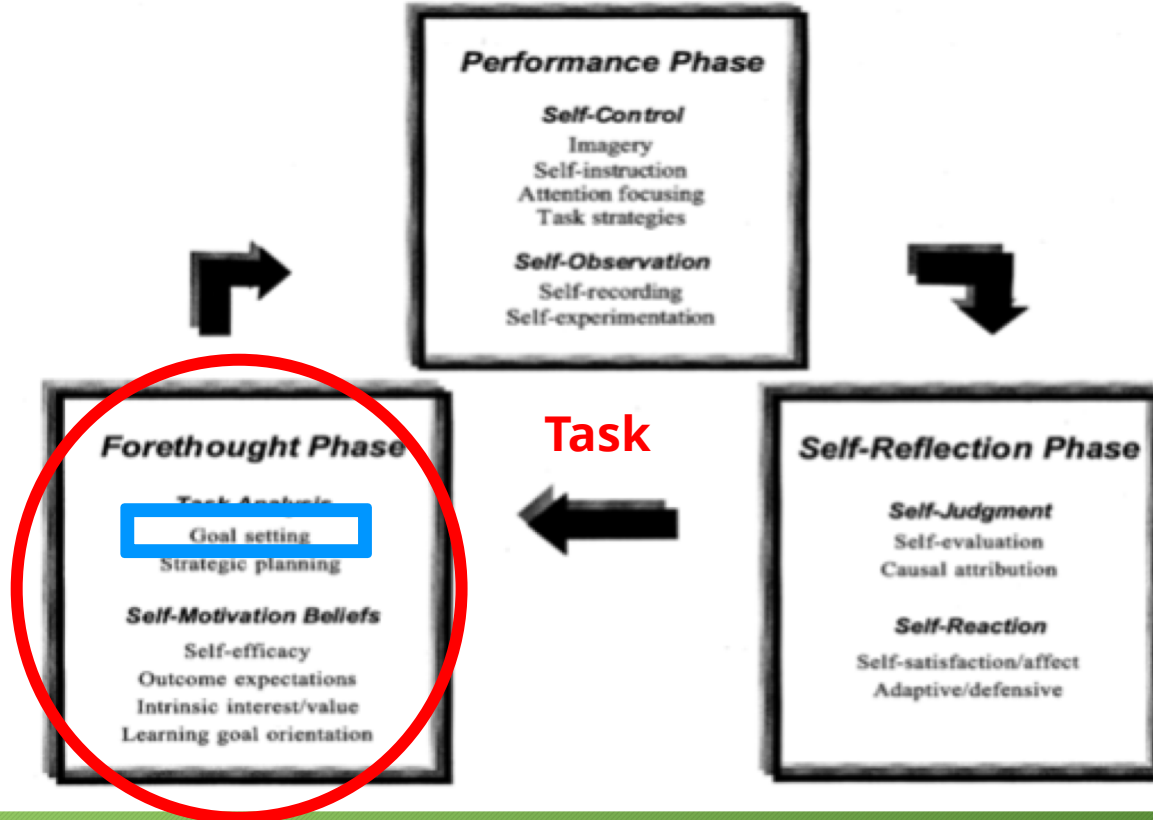 Performance Phase
Self-Control
Imagery
Self-instruction
Attention focusing
Task strategies
Self-Observation
Self-recording
Self-experimentation
Task
Forethought Phase
Task Analysis
Goal setting
Strategic planning
Self-Motivation Beliefs
Self-efficacy
Outcome expectations
Intrinsic interest/value
Learning goal orientation
Self-Reflection Phase
Self-Judgment
Self-evaluation
Causal attribution
Self-Reaction
Self-satisfaction/affect
Adaptive/defensive